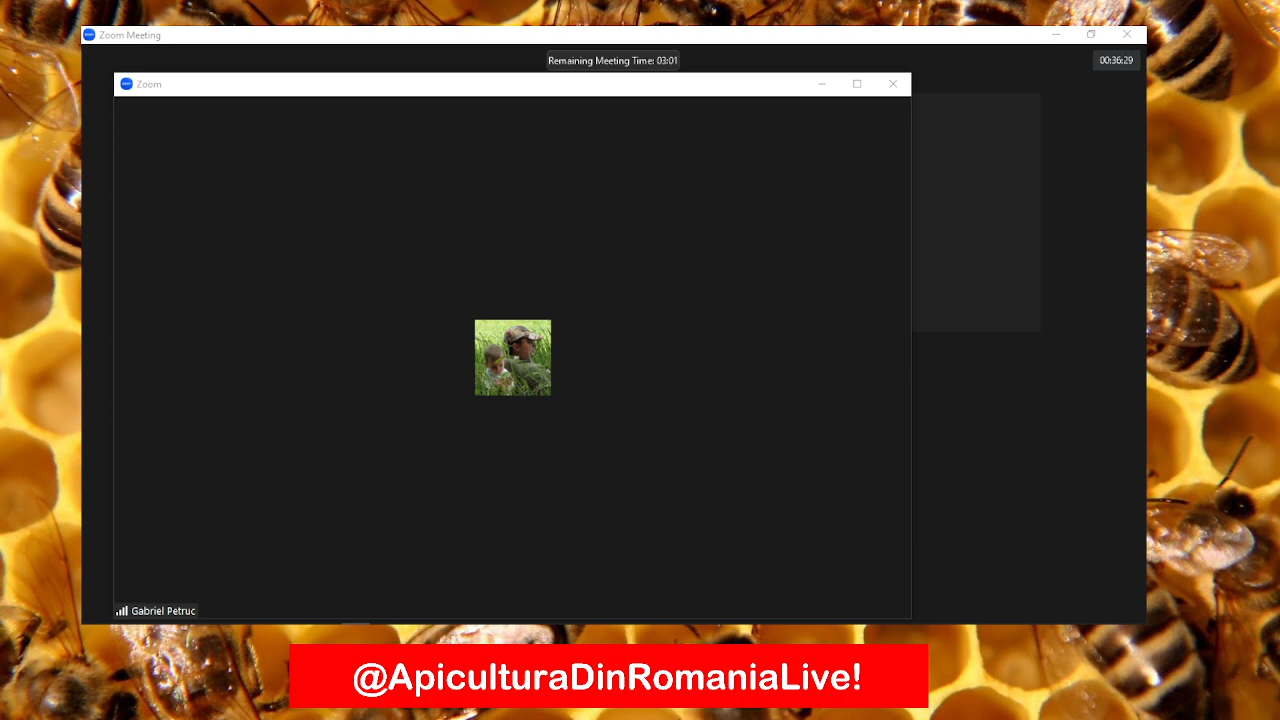 Zoom Meeting
Remaining Meeting Time: 03:01
00:36:29
Zoom
Gabriel Petruc
@ApiculturaDinRomaniaLive!